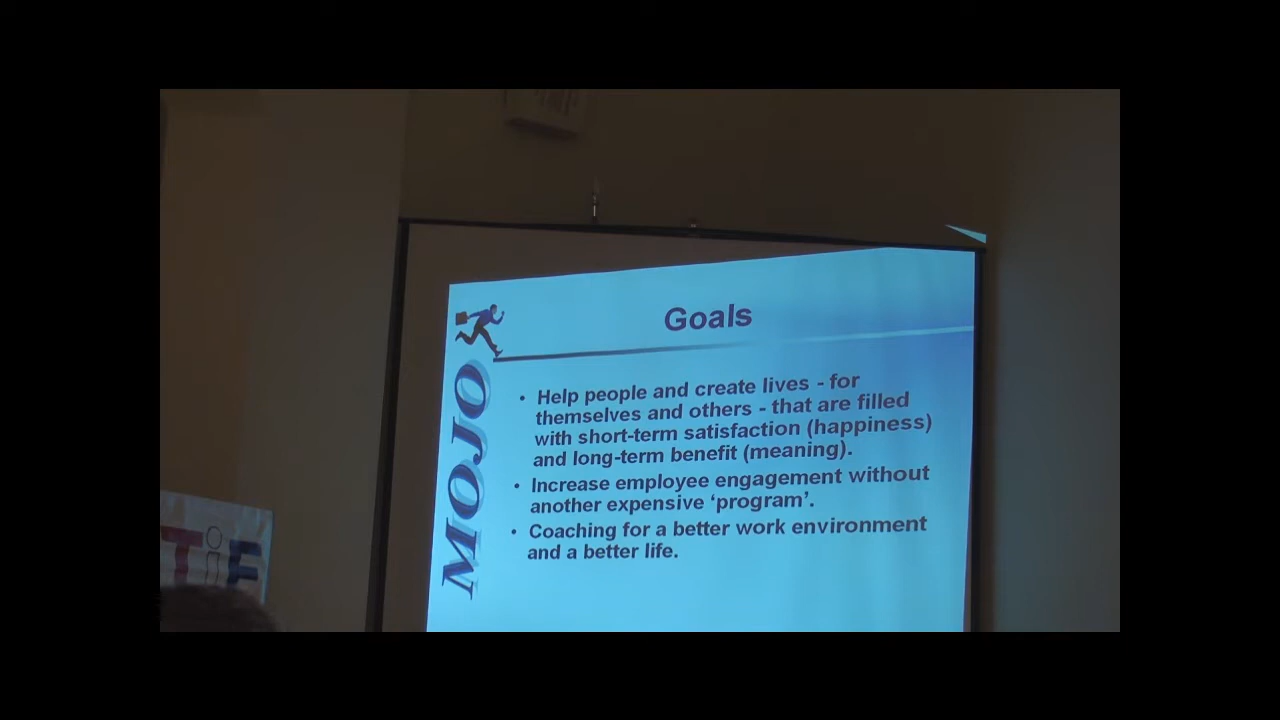 Goals
MOJO
• Help people and create lives - for
themselves and others - that are filled
with short-term satisfaction (happiness)
and long-term benefit (meaning).
• Increase employee engagement without
another expensive ‘program’.
• Coaching for a better work environment
and a better life.
TiF